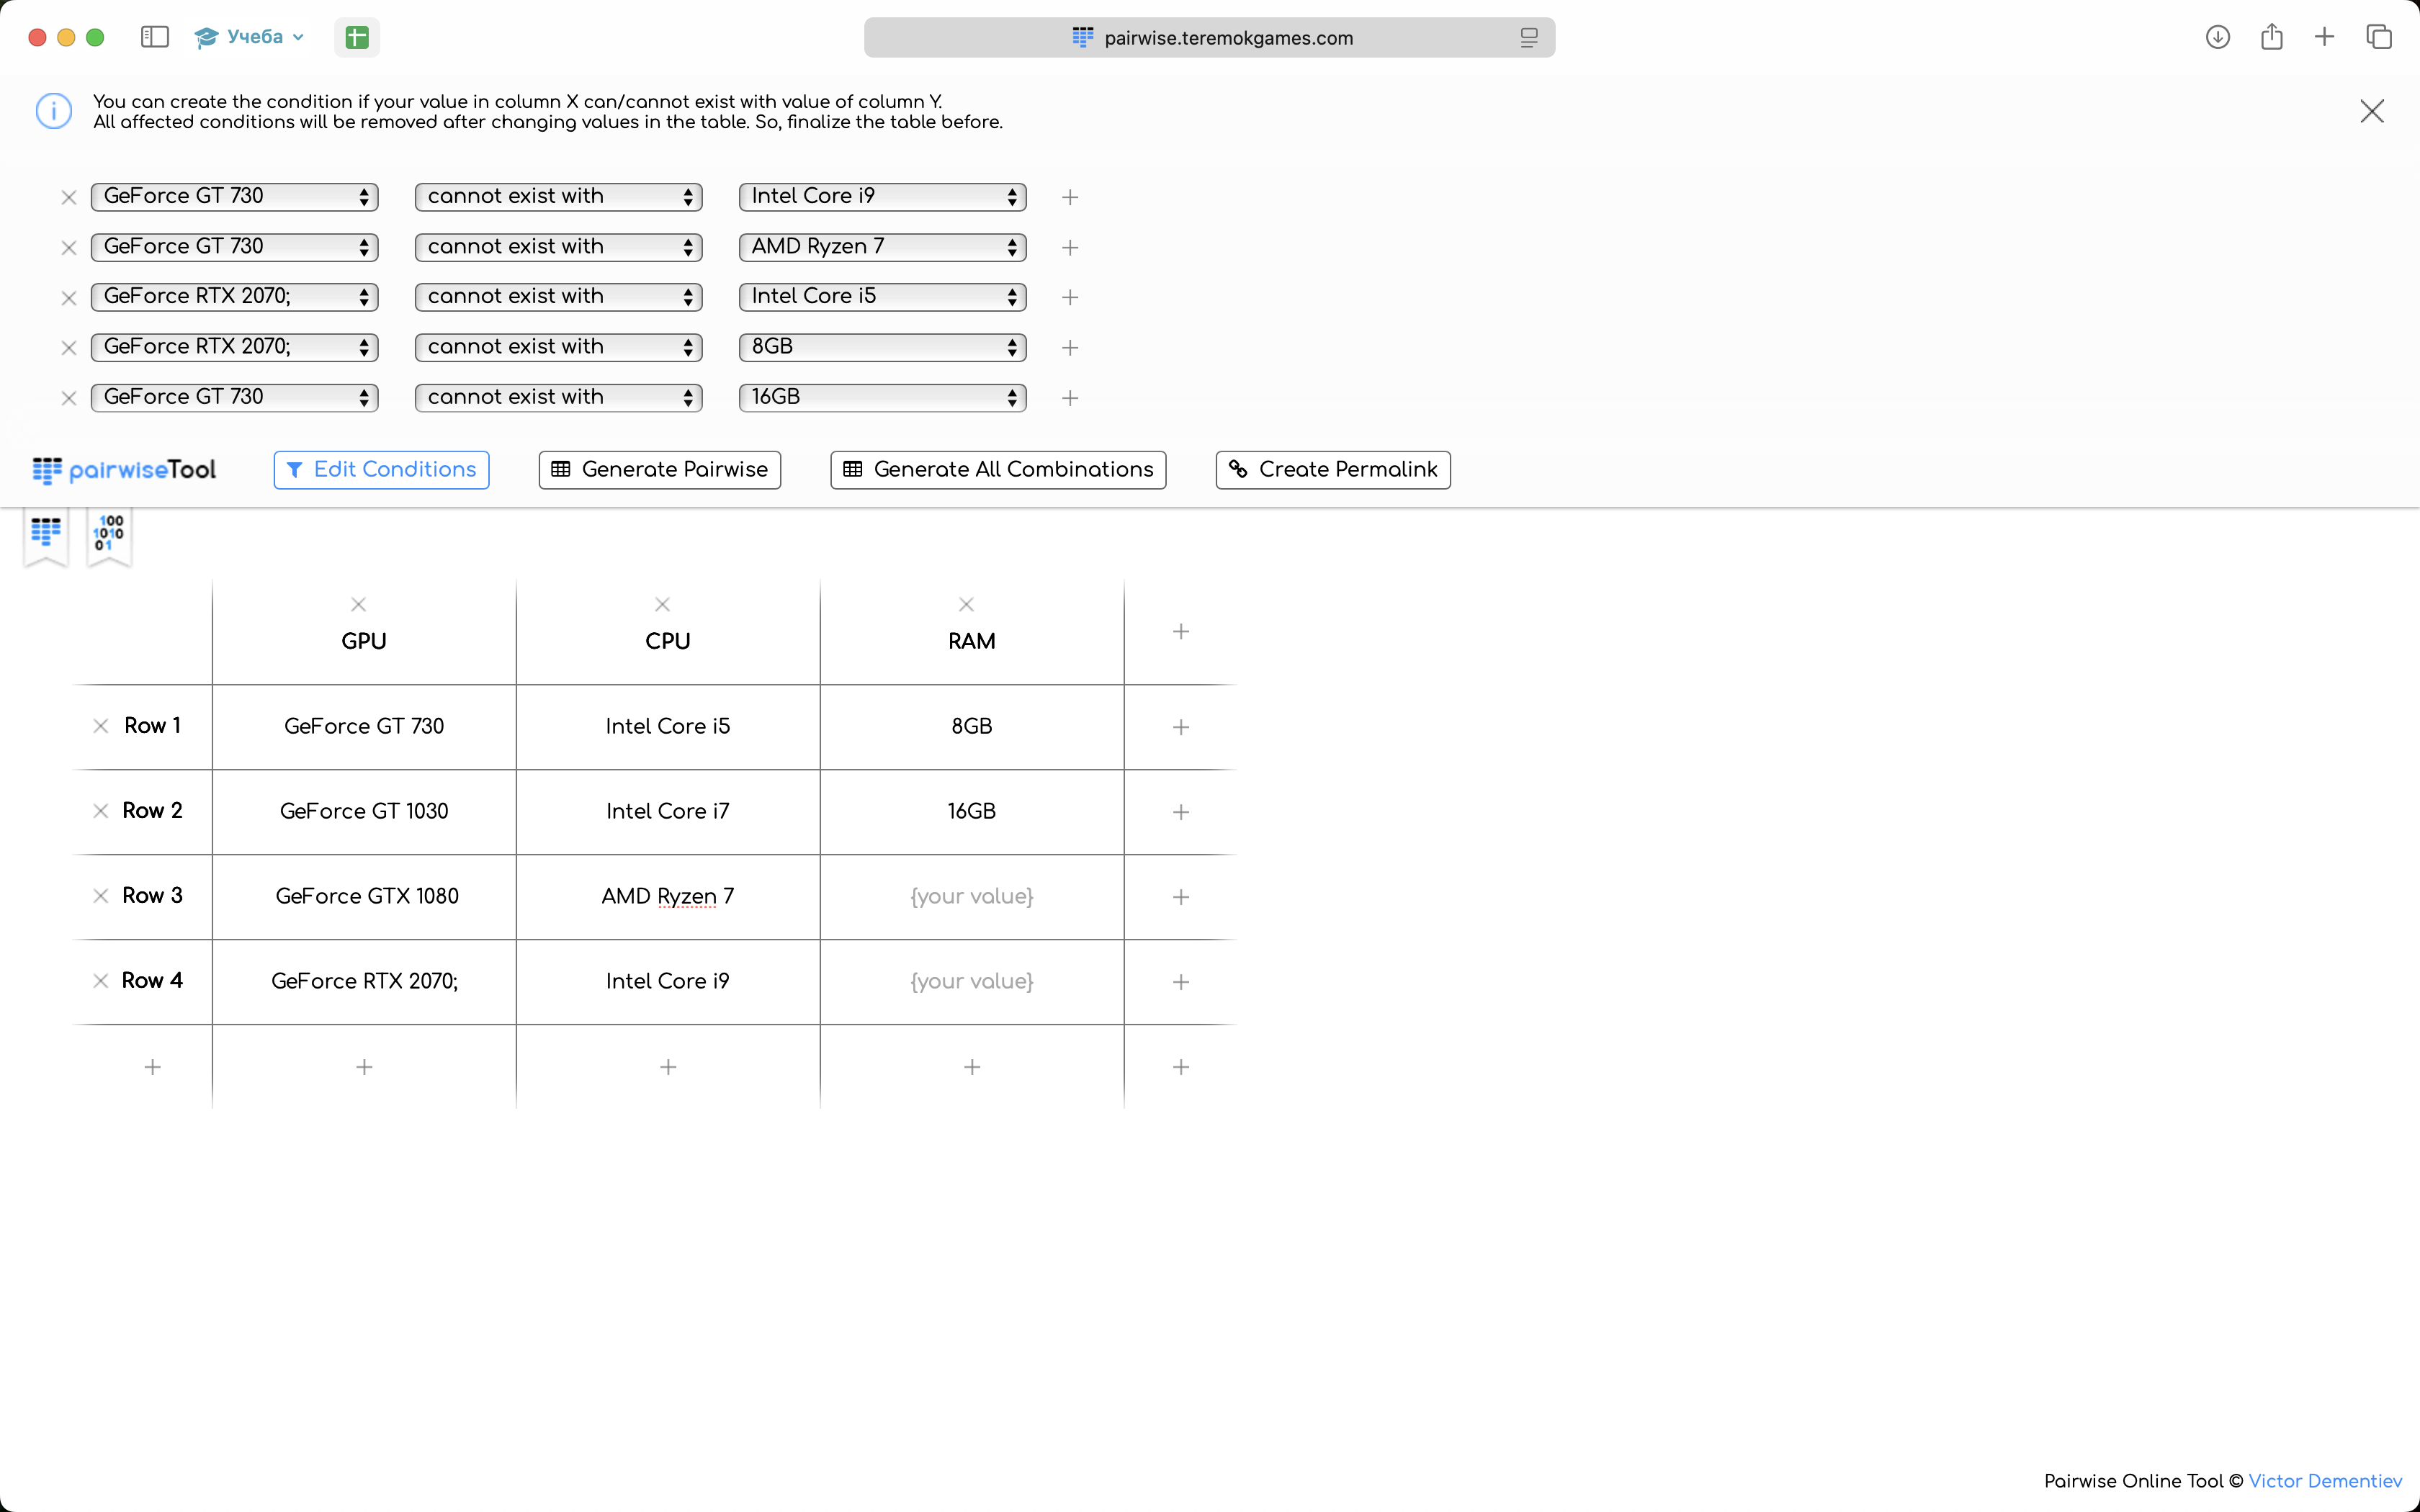 Учеба
pairwise.teremokgames.com
You can create the condition if your value in column X can/cannot exist with value of column Y.
All affected conditions will be removed after changing values in the table. So, finalize the table before.
GeForce GT 730 cannot exist with Intel Core i9
GeForce GT 730 cannot exist with AMD Ryzen 7
GeForce RTX 2070; cannot exist with Intel Core i5
GeForce RTX 2070; cannot exist with 8GB
GeForce GT 730 cannot exist with 16GB
pairwiseTool Edit Conditions Generate Pairwise Generate All Combinations Create Permalink
100
1010
01
GPU CPU RAM
Row 1 GeForce GT 730 Intel Core i5 8GB
Row 2 GeForce GT 1030 Intel Core i7 16GB
Row 3 GeForce GTX 1080 AMD Ryzen 7 {your value}
Row 4 GeForce RTX 2070; Intel Core i9 {your value}
Pairwise Online Tool © Victor Dementiev